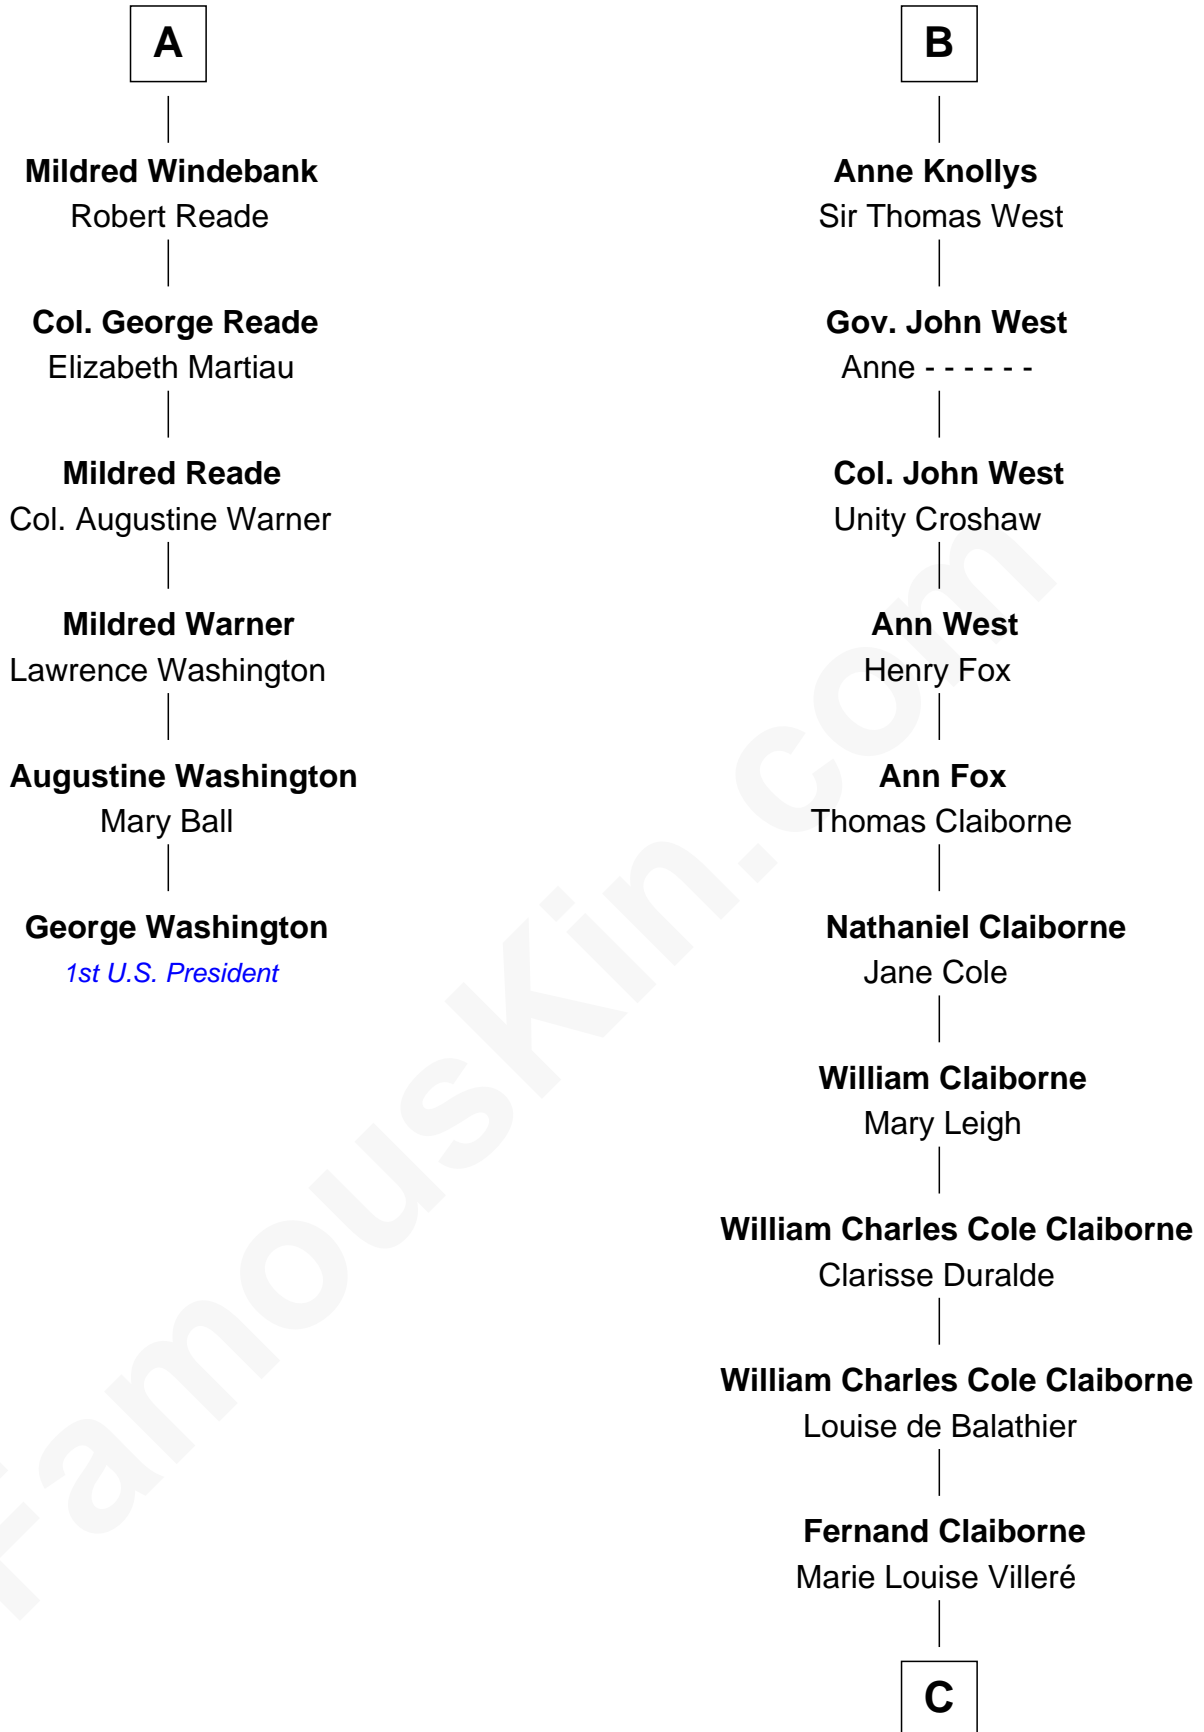 A
Mildred Windebank
Robert Reade
Col. George Reade
Elizabeth Martiau
Mildred Reade
Col. Augustine Warner
Mildred Warner
Lawrence Washington
Augustine Washington
Mary Ball
George Washington
1st U.S. President
B
Anne Knollys
Sir Thomas West
Gov. John West
Anne - - - - - -
Col. John West
Unity Croshaw
Ann West
Henry Fox
Ann Fox
Thomas Claiborne
Nathaniel Claiborne
Jane Cole
William Claiborne
Mary Leigh
William Charles Cole Claiborne
Clarisse Duralde
William Charles Cole Claiborne
Louise de Balathier
Fernand Claiborne
Marie Louise Villeré
C
FamousKin.com